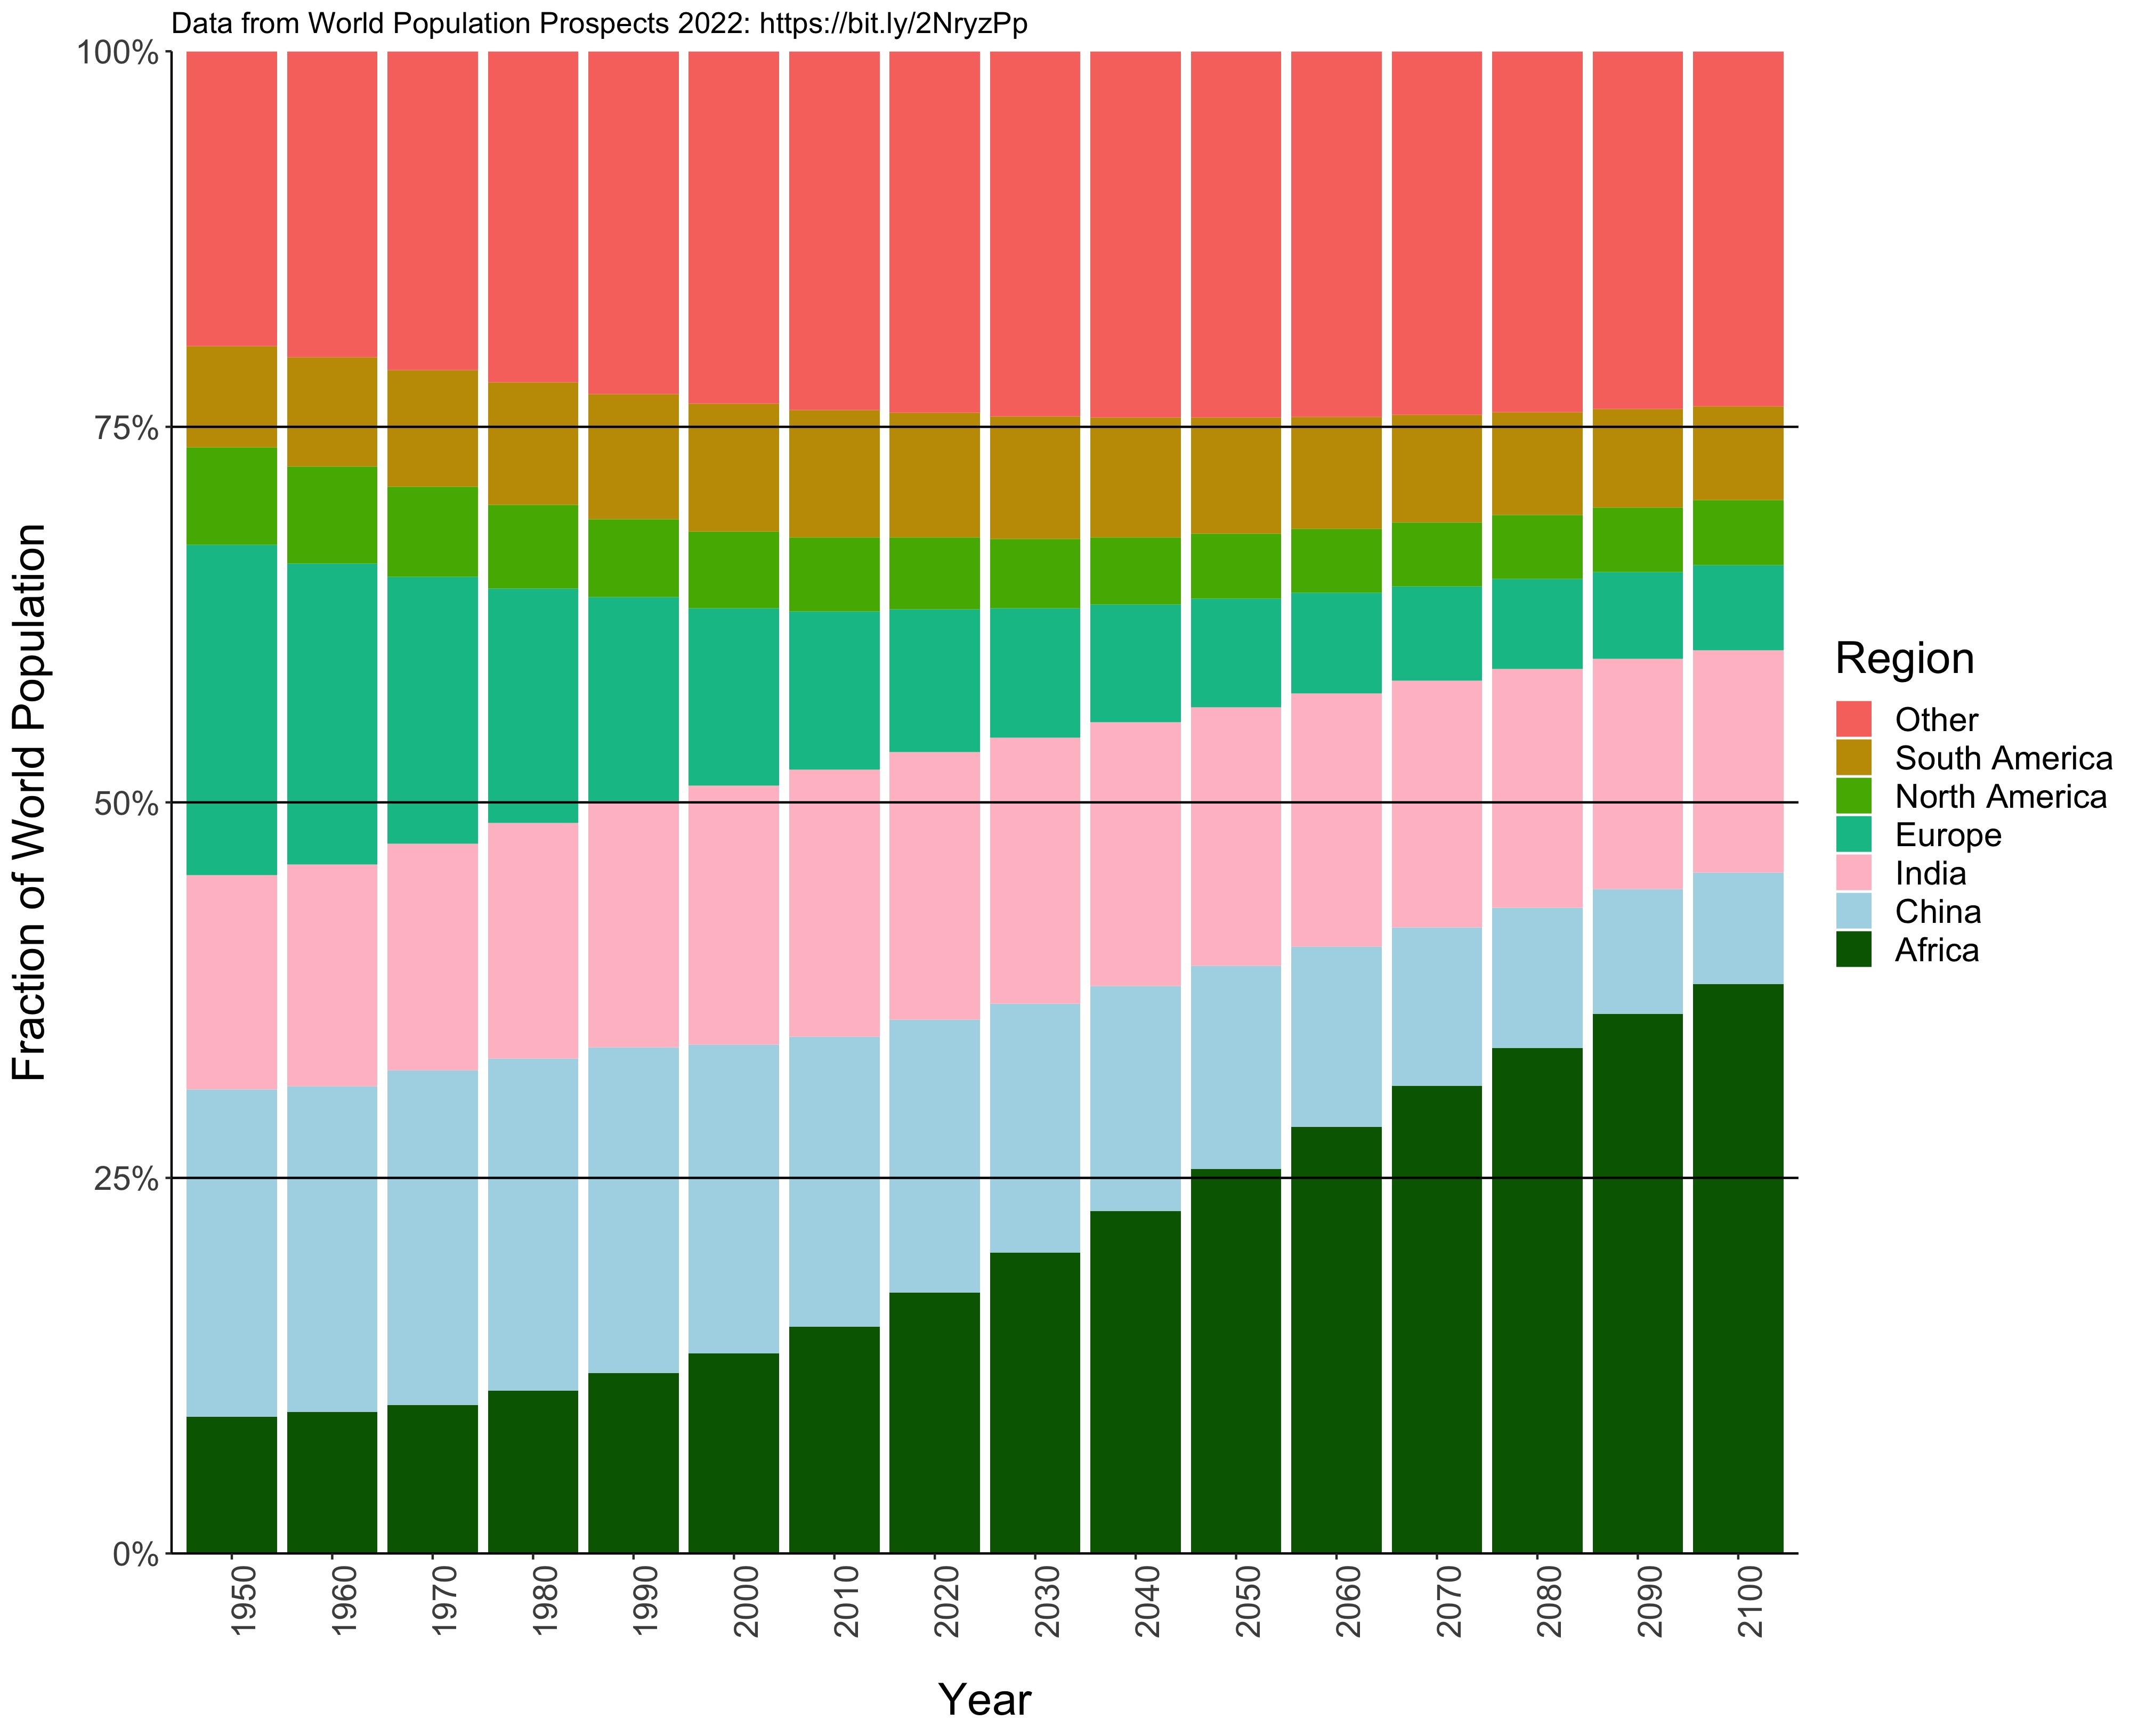 Data from World Population Prospects 2022: https://bit.ly/2NryzPp
100%
75%
50%
25%
0%
Fraction of World Population
1950
1960
1970
1980
1990
2000
2010
2020
2030
2040
2050
2060
2070
2080
2090
2100
Year
Region
Other
South America
North America
Europe
India
China
Africa